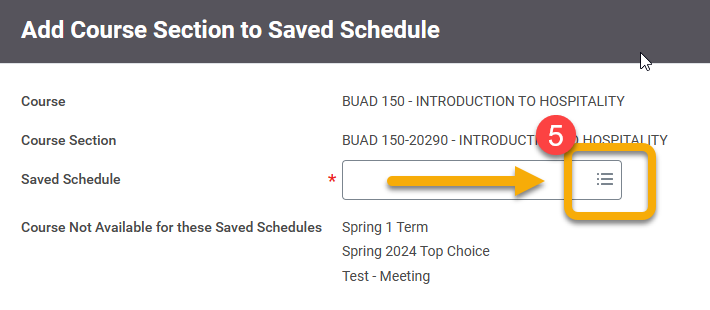 Add Course Section to Saved Schedule
Course BUAD 150 - INTRODUCTION TO HOSPITALITY
5
Course Section BUAD 150-20290 - INTRODUCT O HOSPITALITY
Saved Schedule *
Course Not Available for these Saved Schedules Spring 1 Term
Spring 2024 Top Choice
Test - Meeting